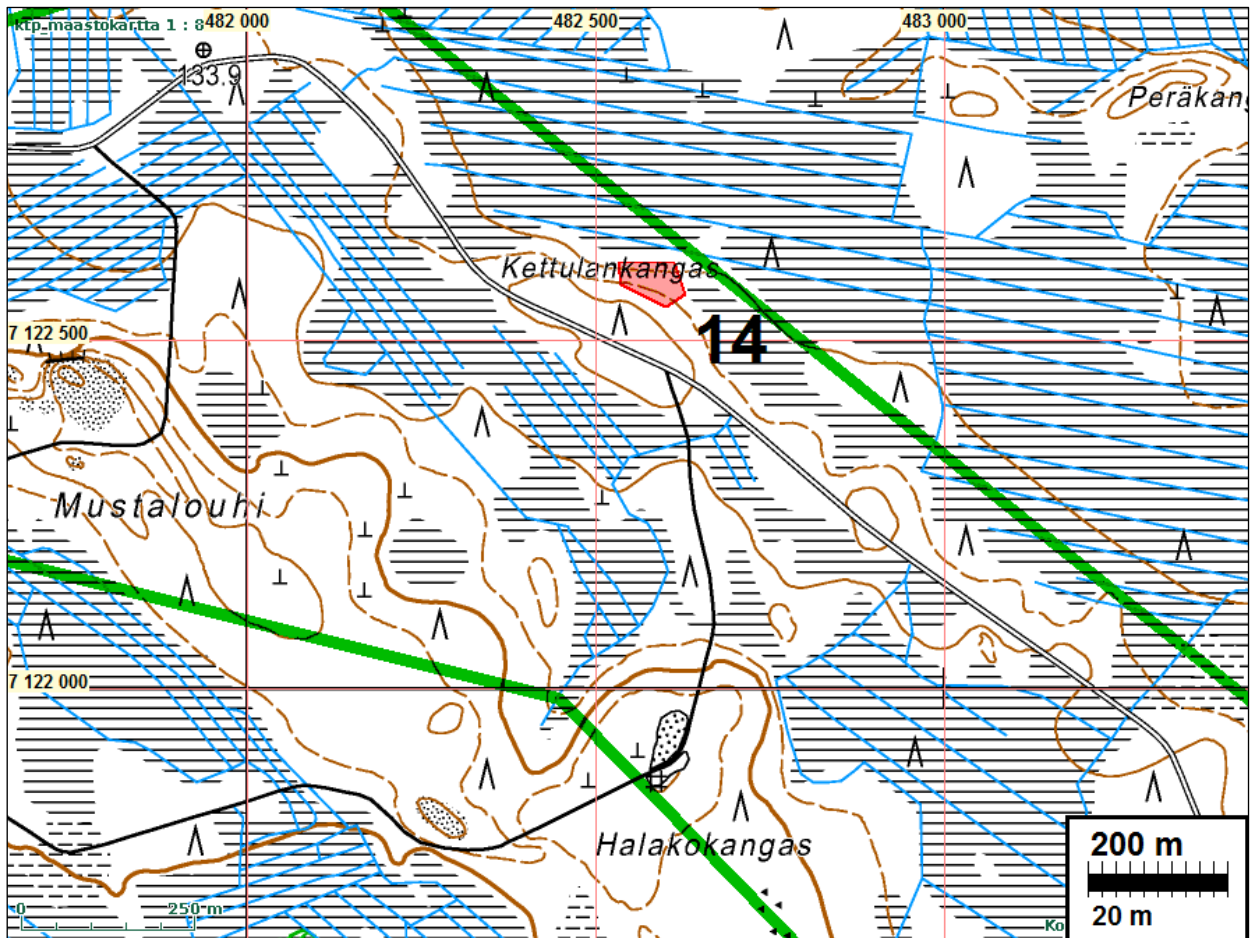 ktp_maastokartta 1 : 8
482 000
482 500
483 000
133.9
Peräkang
Kettulankangas
7 122 500
14
Mustalouhi
7 122 000
Halakokangas
200 m
20 m
0
250 m
Ko